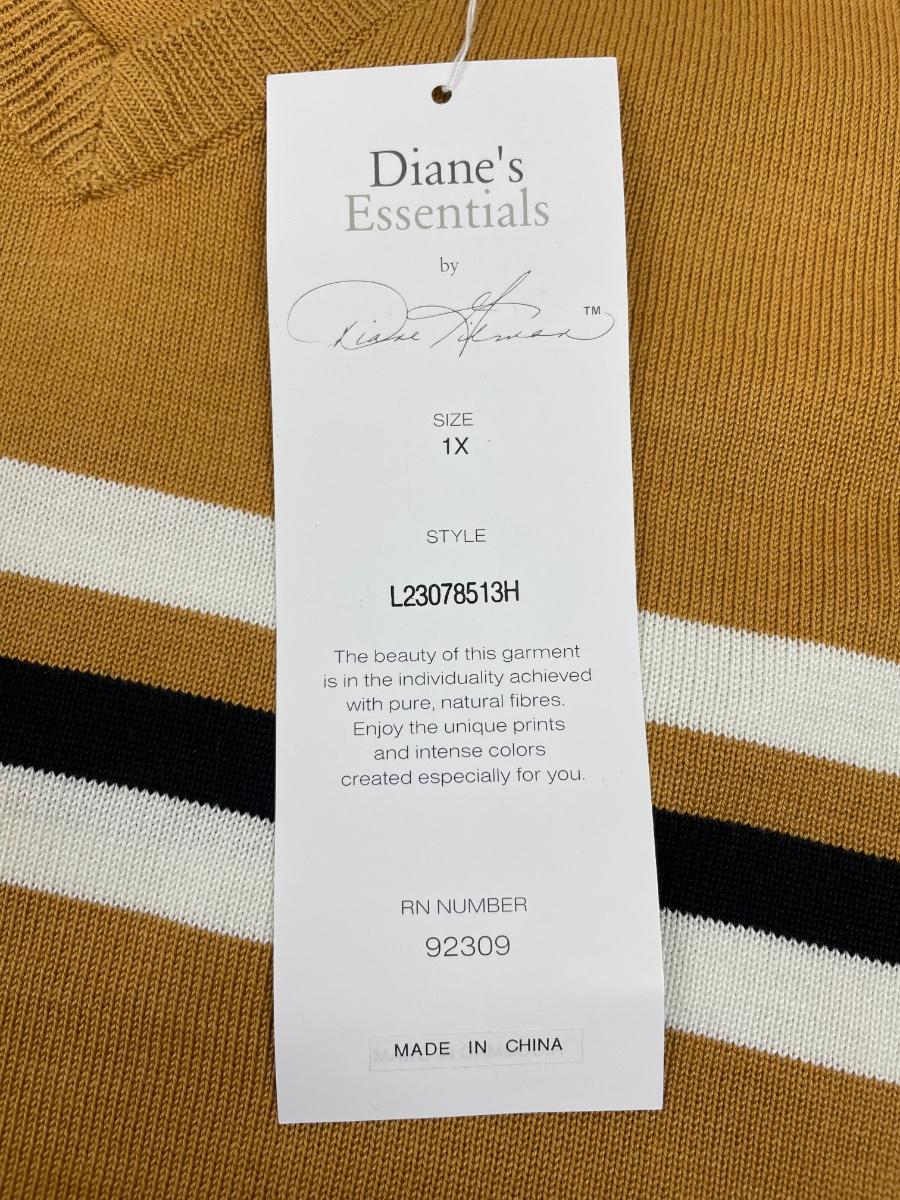 Diane's
Essentials
by
Diane Gilman™
SIZE
1X
STYLE
L23078513H
The beauty of this garment
is in the individuality achieved
with pure, natural fibres.
Enjoy the unique prints
and intense colors
created especially for you.
RN NUMBER
92309
MADE IN CHINA